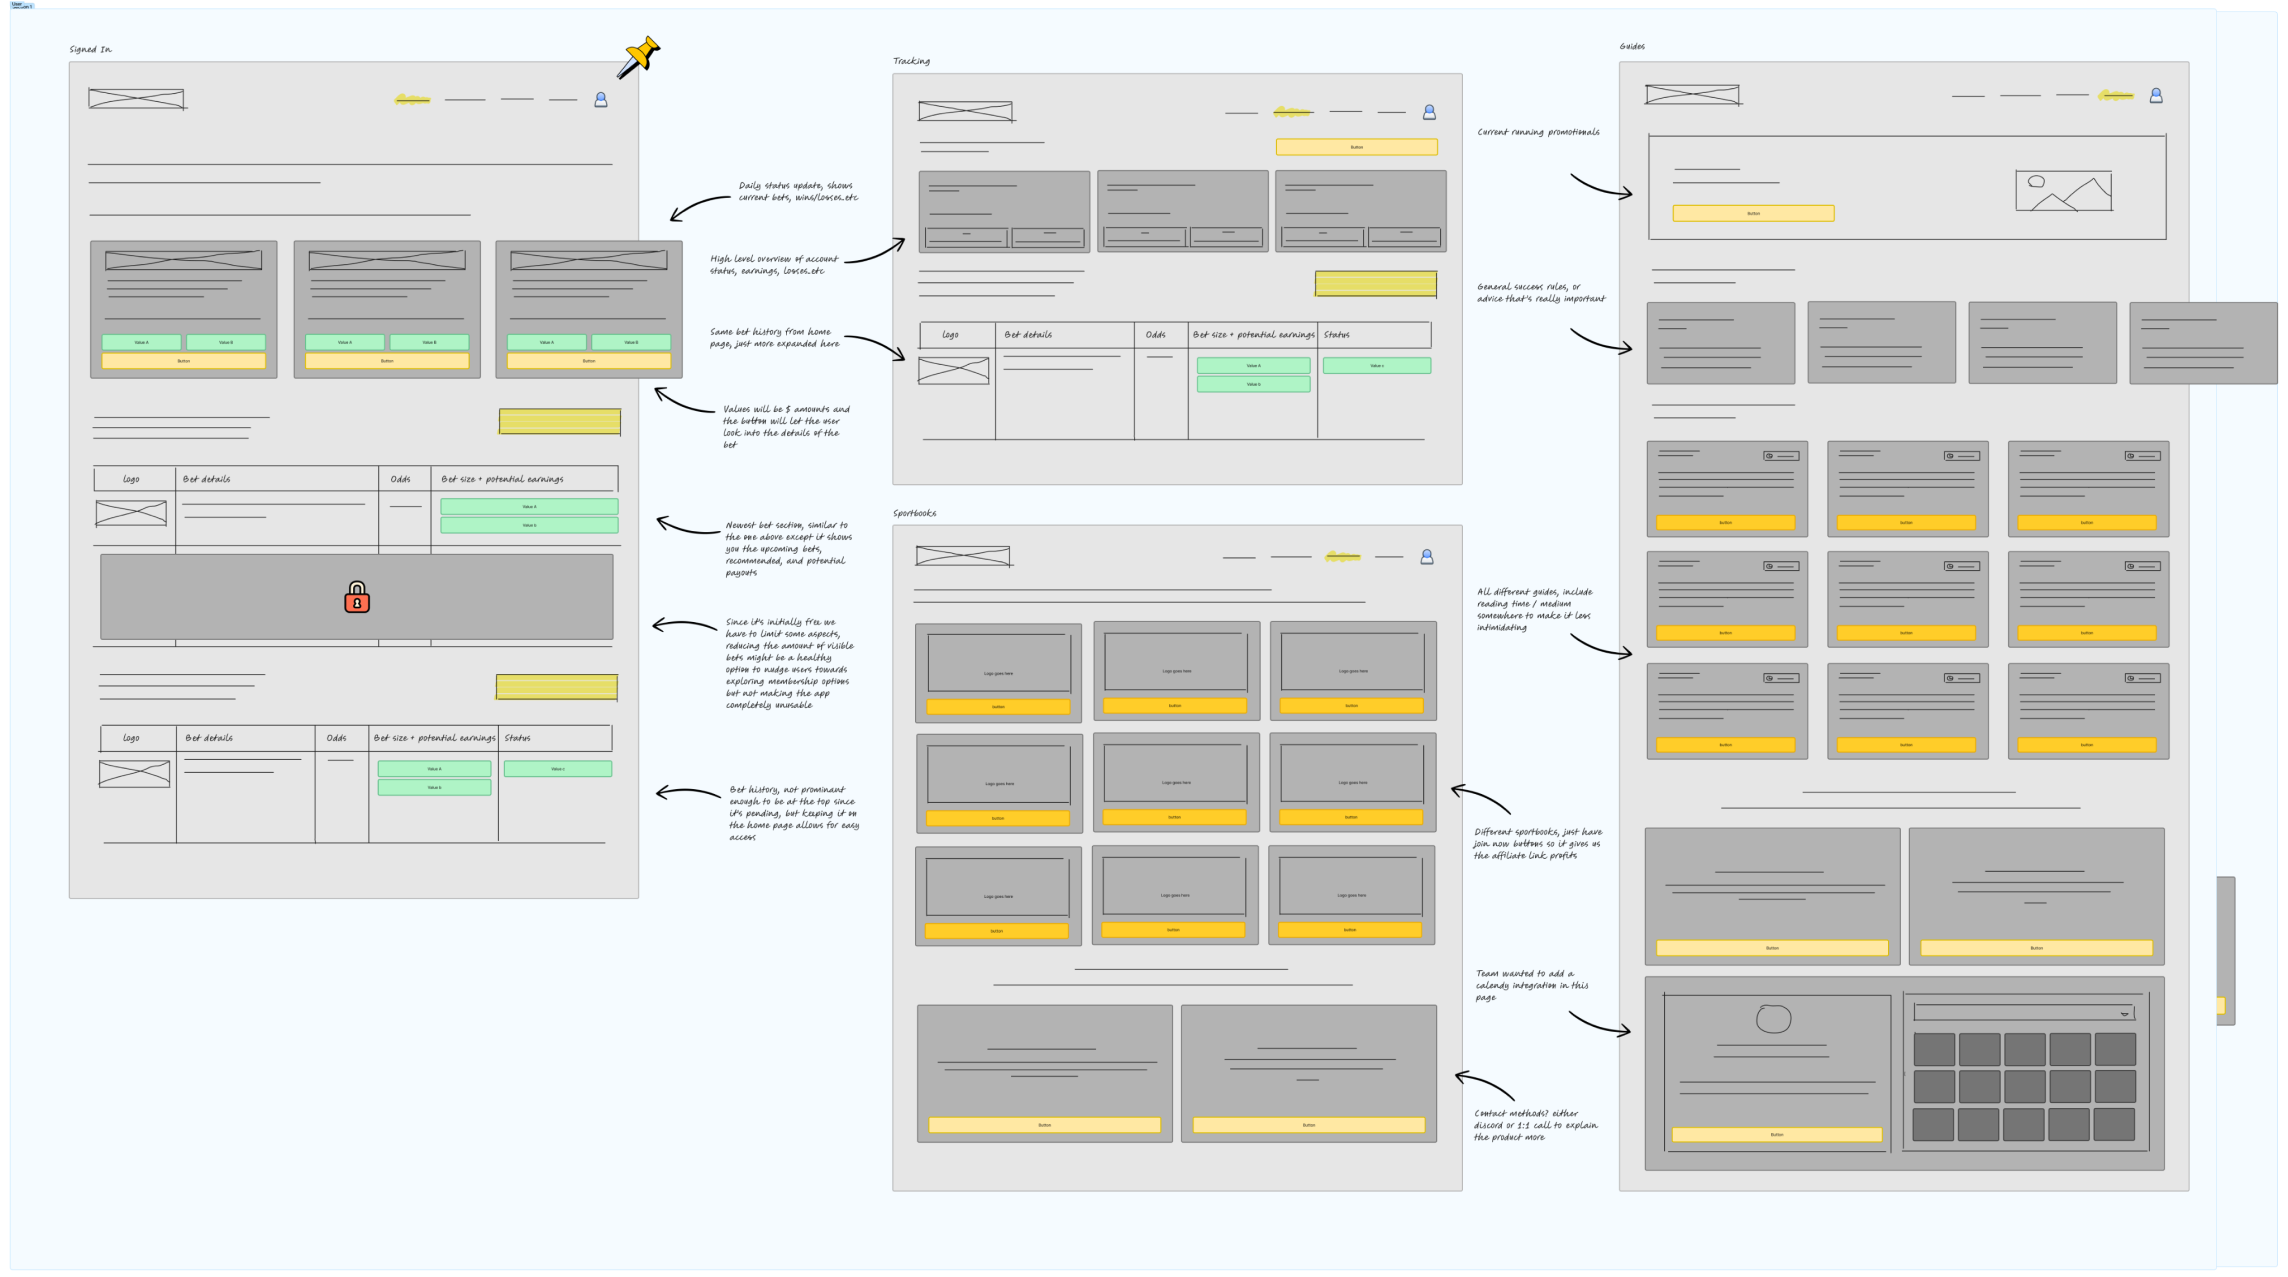 User
Signed In
Value A
Value B
Button
Value A
Value B
Button
Value A
Value B
Button
Logo
Bet details
Odds
Bet size + potential earnings
Value A
Value b
Logo
Bet details
Odds
Bet size + potential earnings
Status
Value A
Value b
Value c
Daily status update, shows
current bets, wins/losses..etc
High level overview of account
status, earnings, losses..etc
Same bet history from home
page, just more expanded here
Values will be $ amounts and
the button will let the user
look into the details of the
bet
Newest bet section, similar to
the one above except it shows
you the upcoming bets,
recommended, and potential
payouts
Since it's initially free we
have to limit some aspects,
reducing the amount of visible
bets might be a healthy
option to nudge users towards
exploring membership options
but not making the app
completely unusable
Bet history, not prominant
enough to be at the top since
it's pending, but keeping it on
the home page allows for easy
access
Tracking
Button
Logo
Bet details
Odds
Bet size + potential earnings
Status
Value A
Value b
Value c
Sportbooks
Logo goes here
Logo goes here
Logo goes here
button
button
button
Logo goes here
Logo goes here
Logo goes here
button
button
button
Logo goes here
Logo goes here
Logo goes here
button
button
button
Button
Button
Current running promotionals
General success rules, or
advice that's really important
All different guides, include
reading time / medium
somewhere to make it less
intimidating
Different sportbooks, just have
join now buttons so it gives us
the affiliate link profits
Team wanted to add a
calendy integration in this
page
Contact methods? either
discord or 1:1 call to explain
the product more
Guides
Button
button
button
button
button
button
button
button
button
button
Button
Button
Button